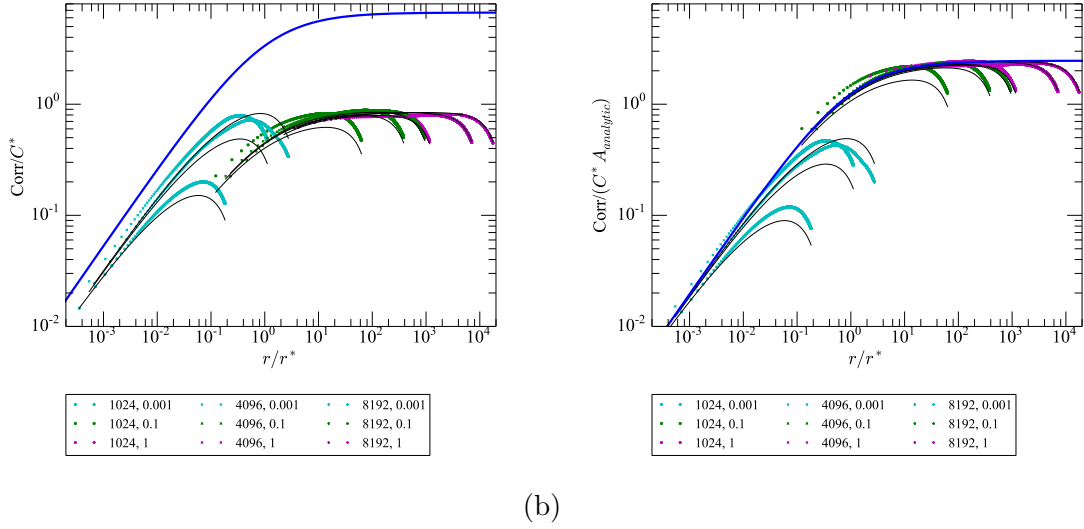 10^1
10^0
10^-1
10^-2
Corr/C*
10^-3 10^-2 10^-1 10^0 10^1 10^2 10^3 10^4
r/r*
1024, 0.001 4096, 0.001 8192, 0.001
1024, 0.1 4096, 0.1 8192, 0.1
1024, 1 4096, 1 8192, 1
10^1
10^0
10^-1
10^-2
Corr/(C* A_analytic)
10^-3 10^-2 10^-1 10^0 10^1 10^2 10^3 10^4
r/r*
1024, 0.001 4096, 0.001 8192, 0.001
1024, 0.1 4096, 0.1 8192, 0.1
1024, 1 4096, 1 8192, 1
(b)